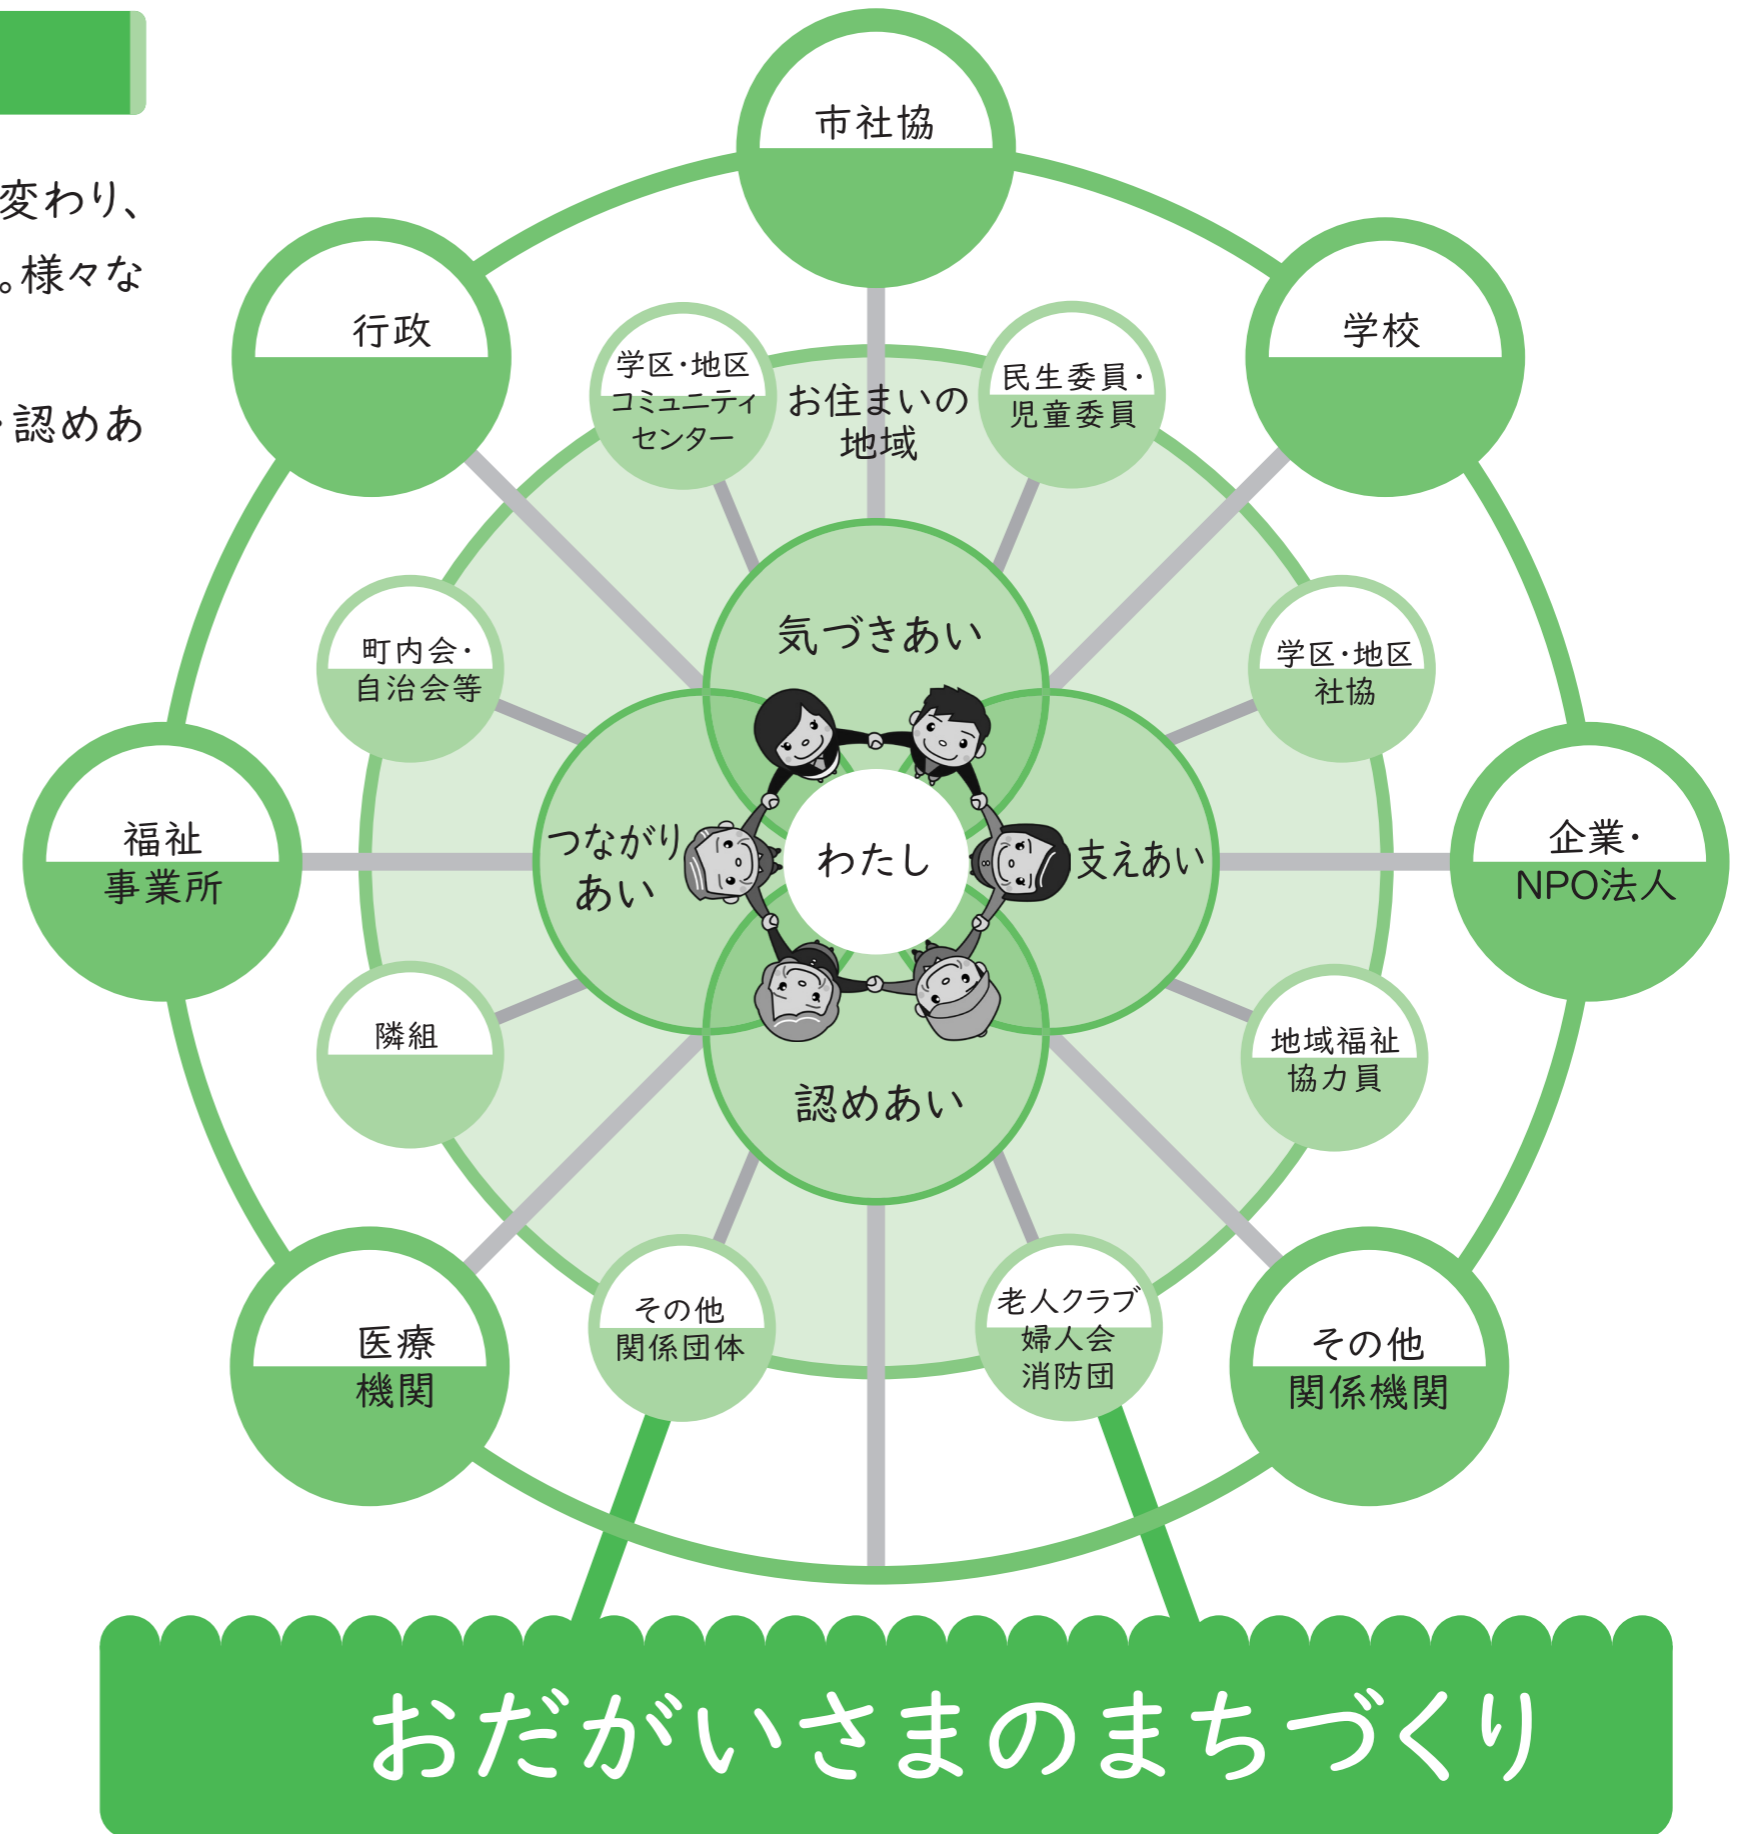 変わり、
。様々な
・認めあ
市社協
行政
学校
学区・地区
コミュニティ
センター
お住まいの
地域
民生委員・
児童委員
気づきあい
町内会・
自治会等
学区・地区
社協
福祉
事業所
つながり
あい
わたし
支えあい
企業・
NPO法人
隣組
地域福祉
協力員
認めあい
その他
関係団体
老人クラブ
婦人会
消防団
医療
機関
その他
関係機関
おだがいさまのまちづくり